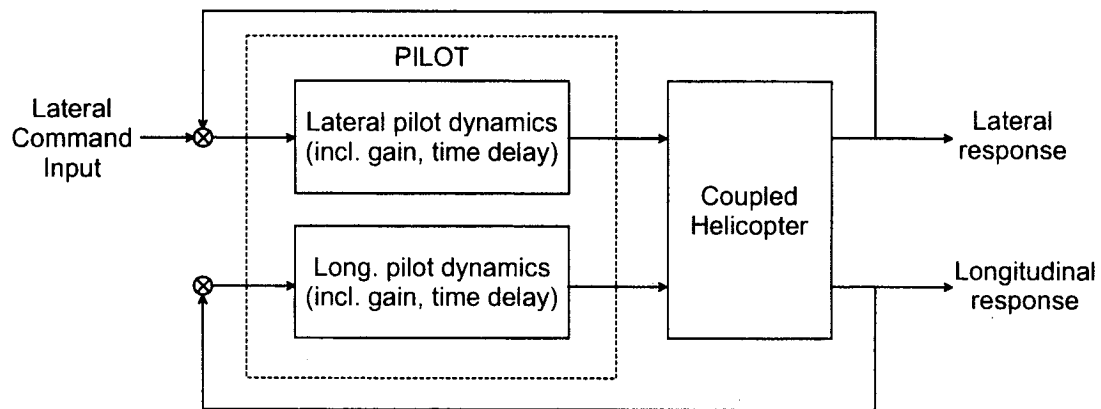 PILOT
Lateral
Command
Input
Lateral pilot dynamics
(incl. gain, time delay)
Coupled
Helicopter
Lateral
response
Long. pilot dynamics
(incl. gain, time delay)
Longitudinal
response